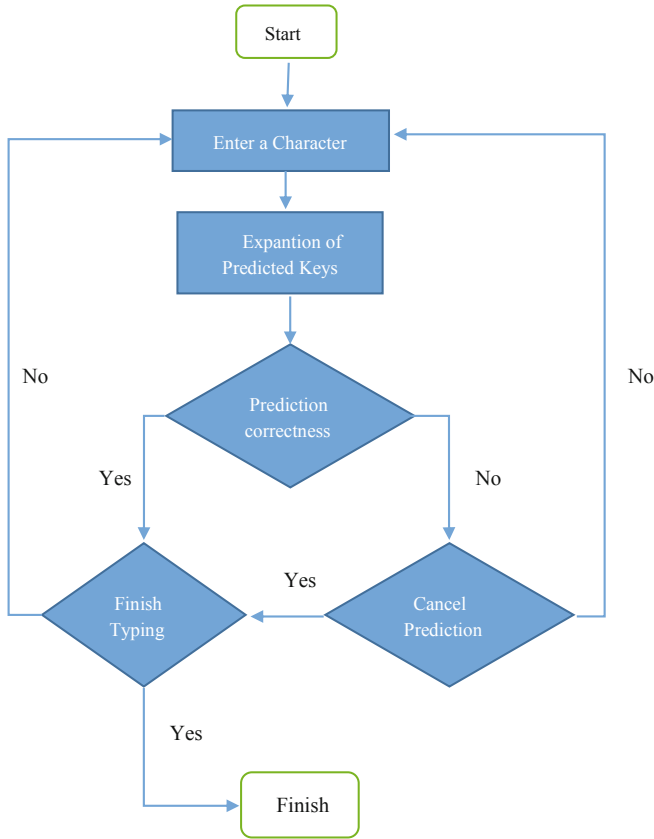 Start
Enter a Character
Expantion of
Predicted Keys
No
No
Prediction
correctness
Yes
No
Finish
Typing
Yes
Cancel
Prediction
Yes
Finish